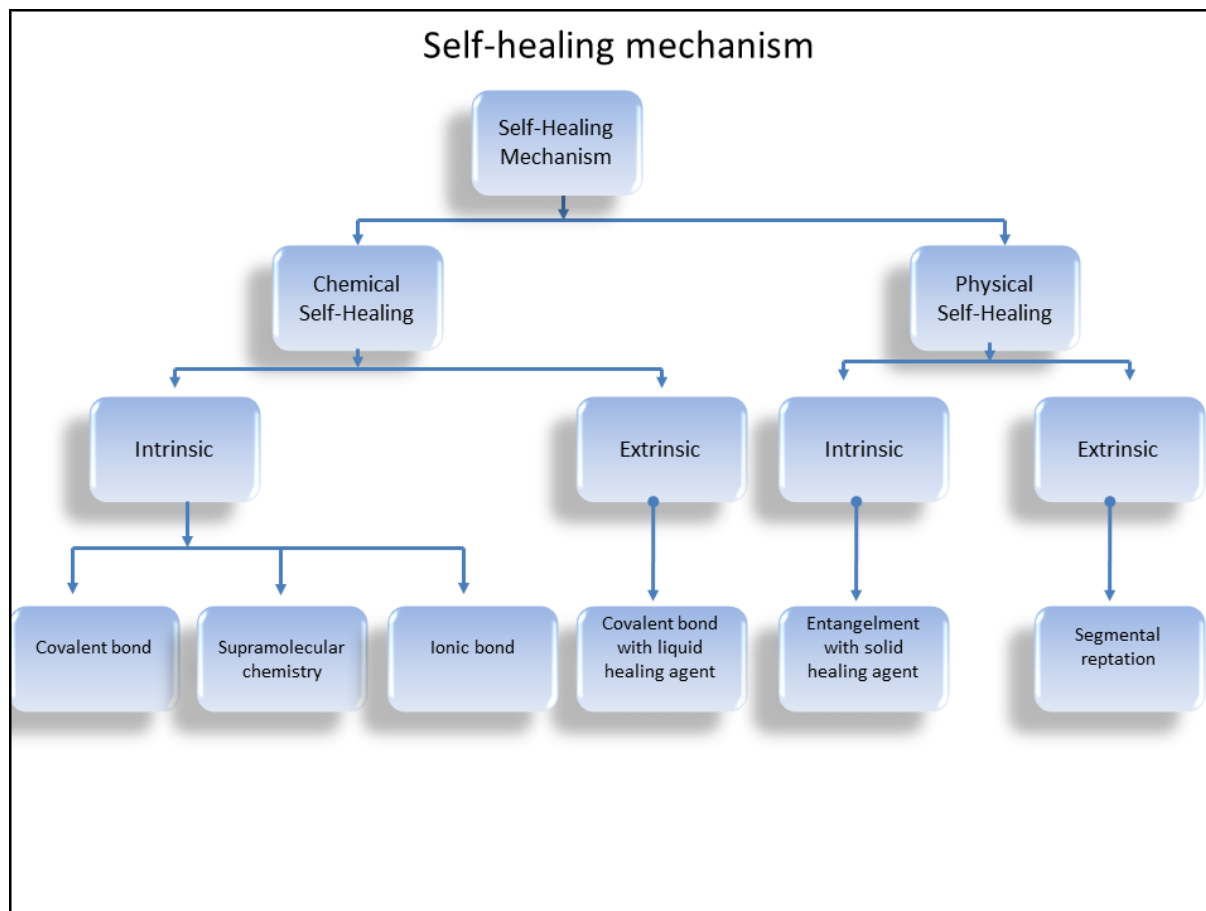 Self-healing mechanism
Self-Healing
Mechanism
Chemical
Self-Healing
Physical
Self-Healing
Intrinsic
Extrinsic
Intrinsic
Extrinsic
Covalent bond
Supramolecular
chemistry
Ionic bond
Covalent bond
with liquid
healing agent
Entangelment
with solid
healing agent
Segmental
reptation